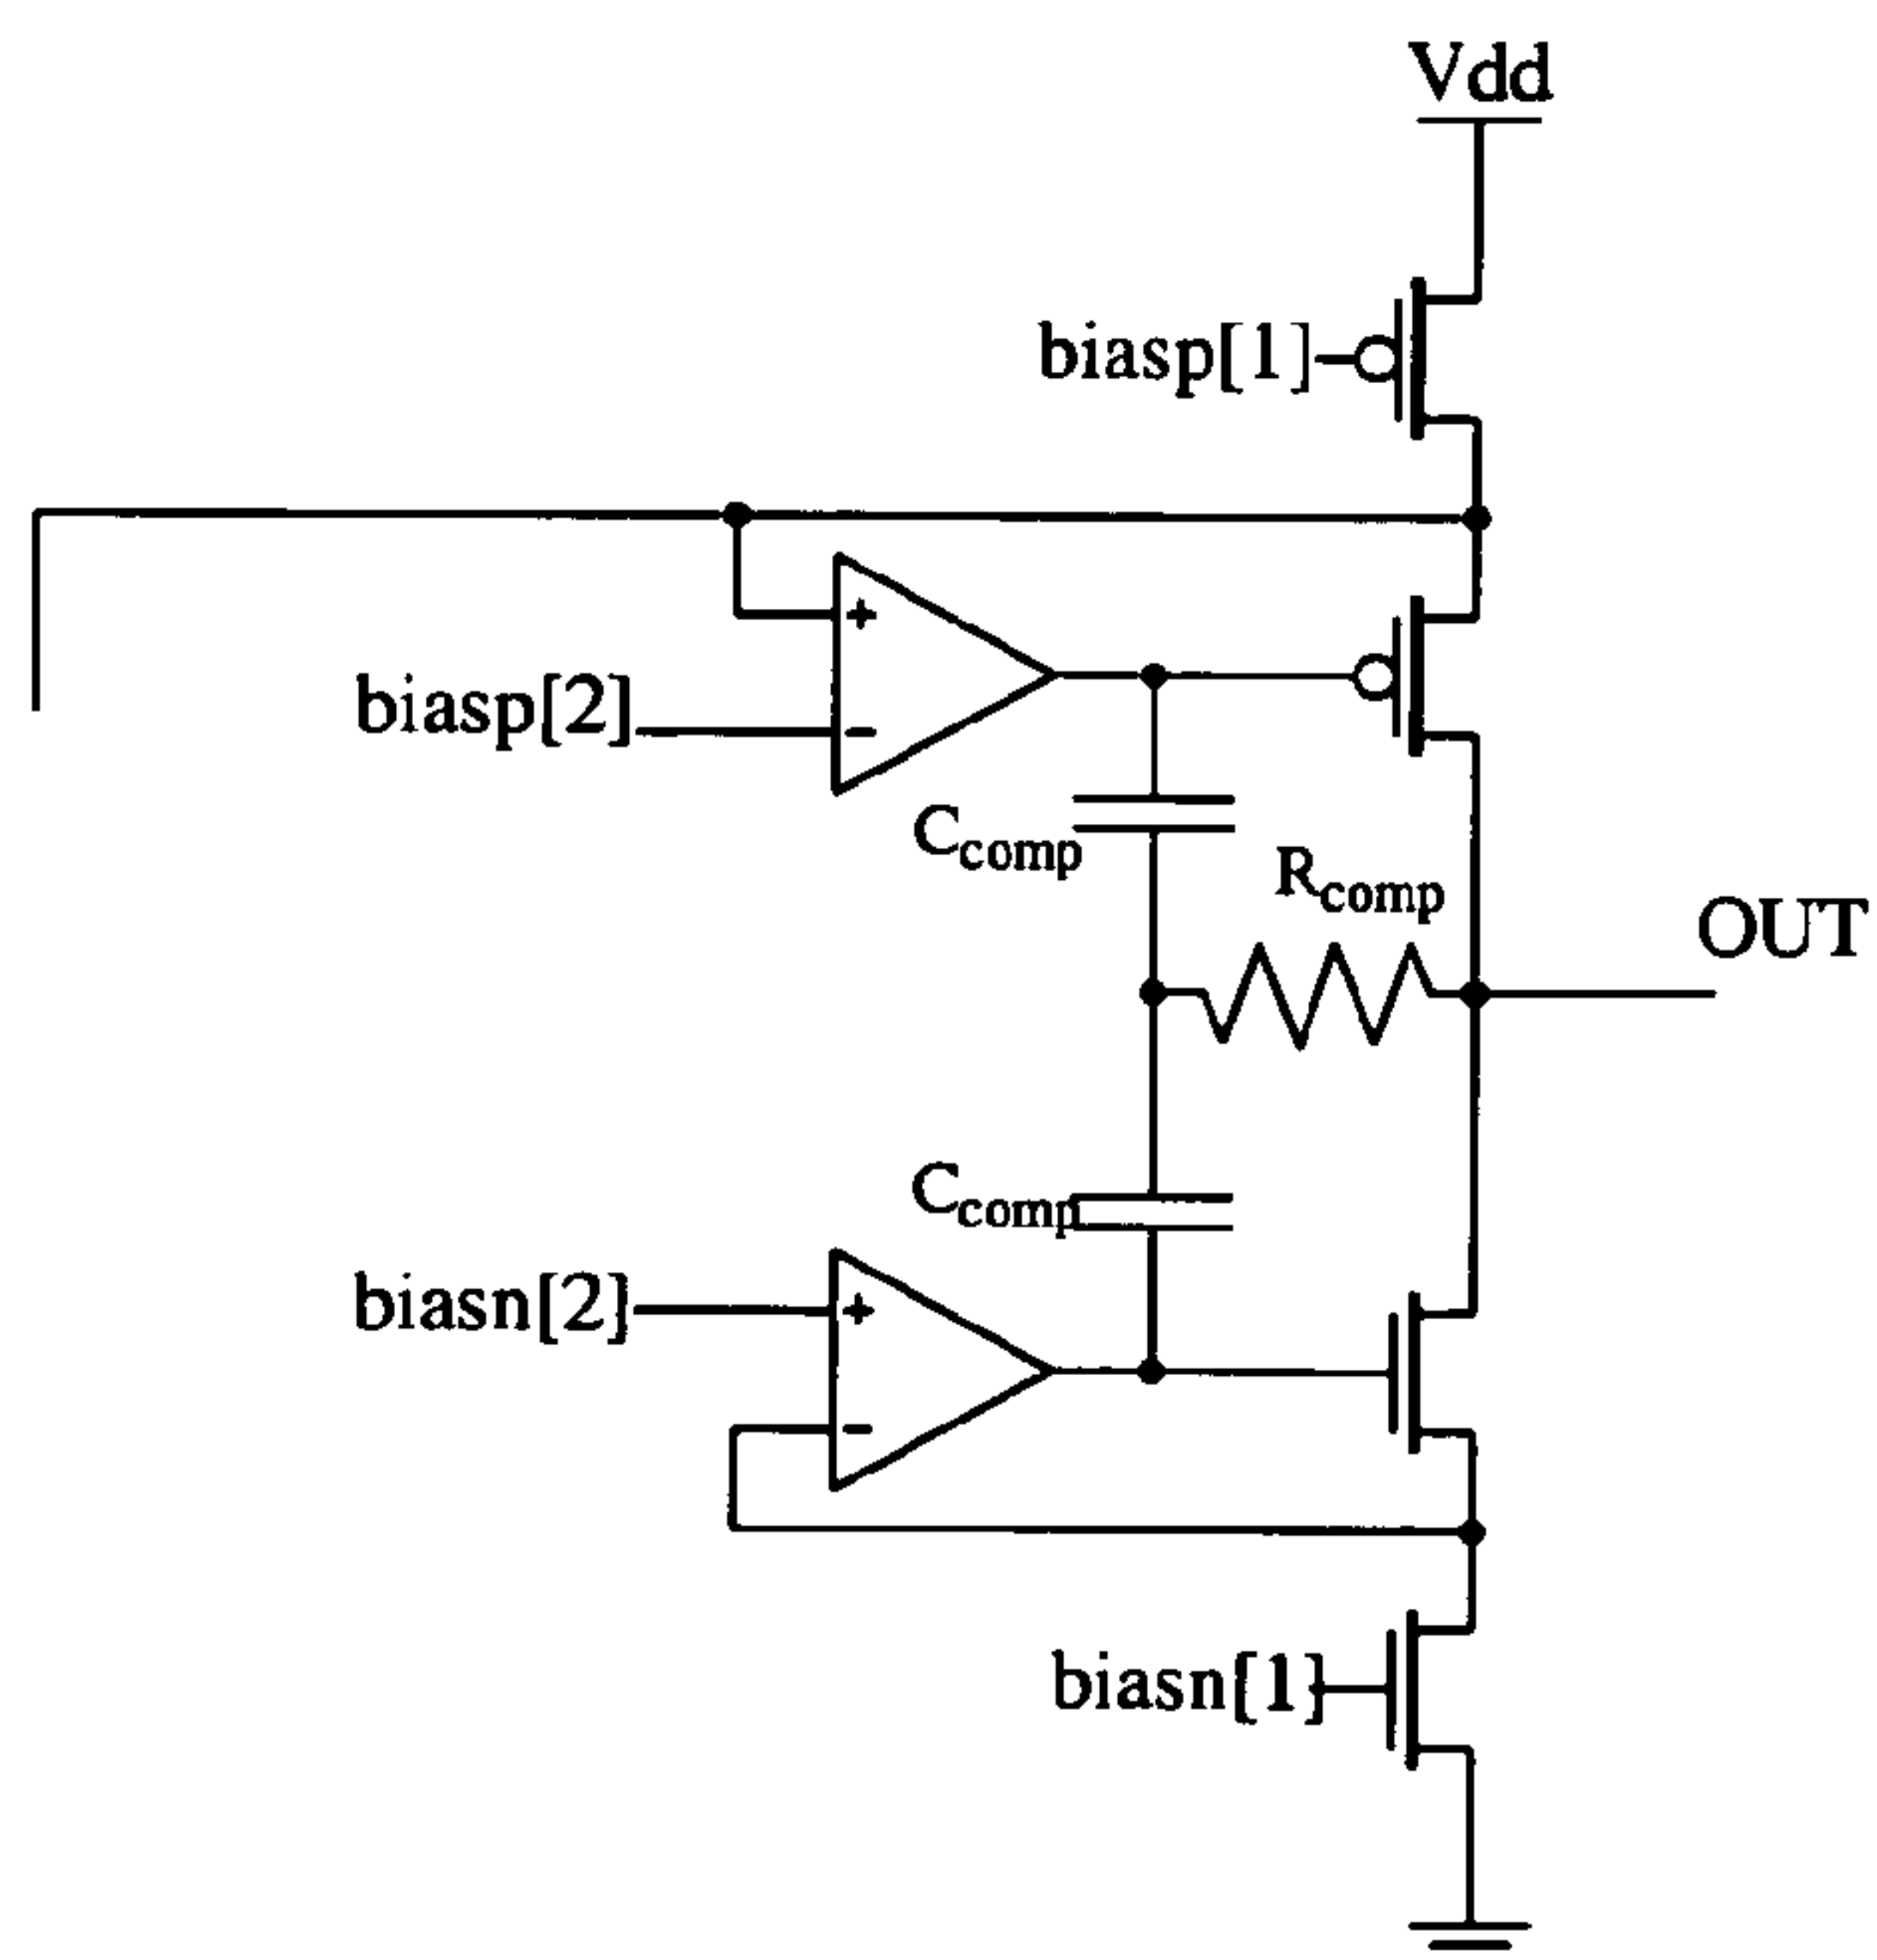 Vdd
biasp[1]
+
biasp[2]
-
Ccomp
Rcomp
OUT
Ccomp
biasn[2]
+
-
biasn[1]